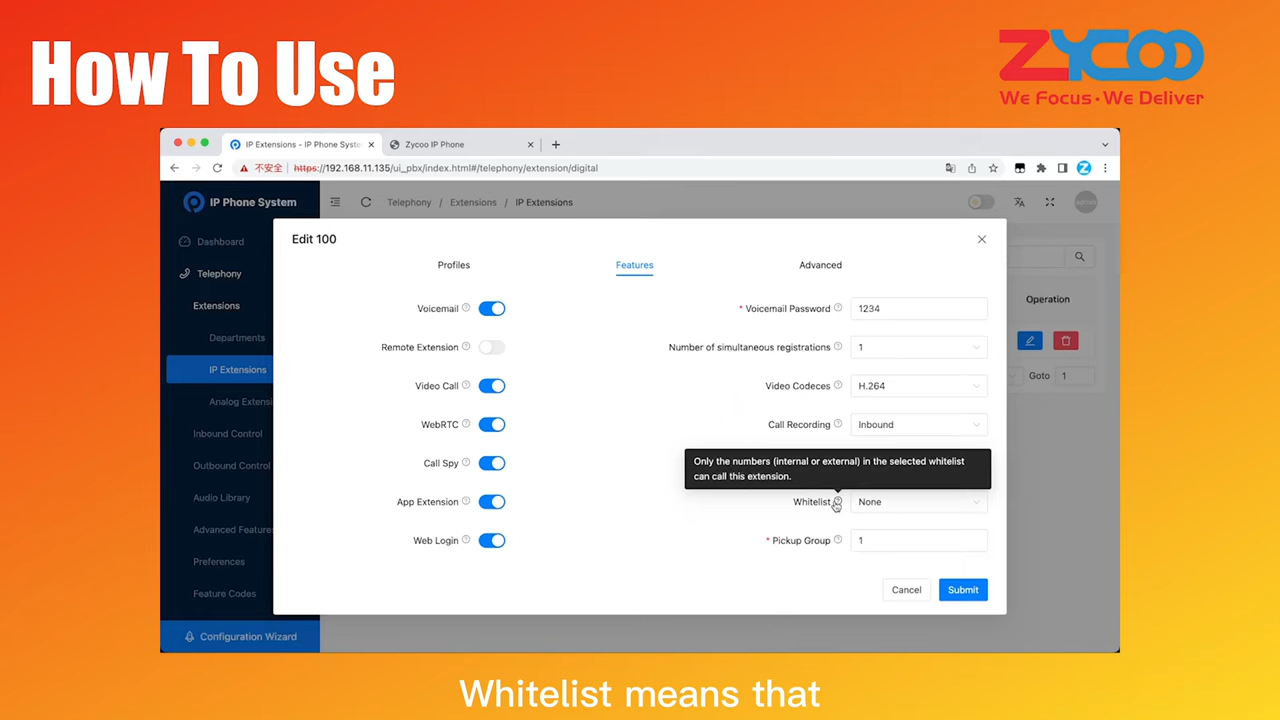 How To Use
ZYCOO
We Focus·We Deliver
IP Extensions - IP Phone Syste
Zycoo IP Phone
不安全
https://192.168.11.135/ui_pbx/index.html#/telephony/extension/digital
IP Phone System
Telephony / Extensions / IP Extensions
Dashboard
Telephony
Extensions
Departments
IP Extensions
Analog Extensi
Inbound Control
Outbound Control
Audio Library
Advanced Features
Preferences
Feature Codes
Configuration Wizard
Operation
Goto 1
Edit 100
Profiles
Features
Advanced
Voicemail
* Voicemail Password
1234
Remote Extension
Number of simultaneous registrations
1
Video Call
Video Codeces
H.264
WebRTC
Call Recording
Inbound
Call Spy
Only the numbers (internal or external) in the selected whitelist
can call this extension.
App Extension
Whitelist
None
Web Login
* Pickup Group
1
Cancel
Submit
Whitelist means that